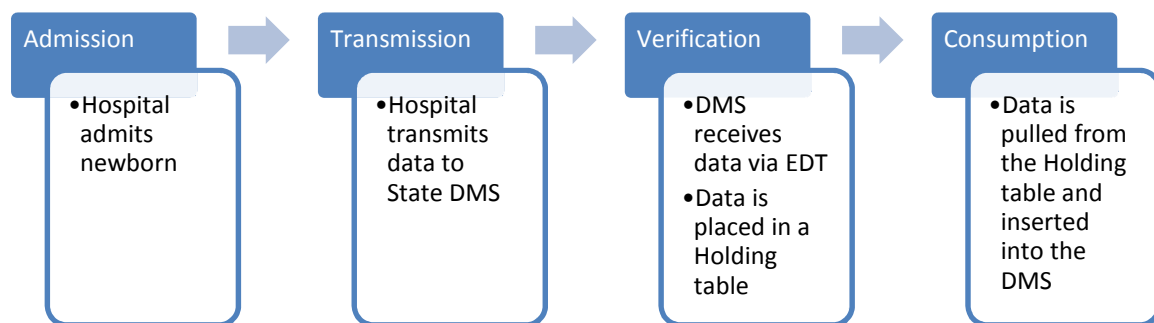 Admission
•Hospital
admits
newborn
Transmission
•Hospital
transmits
data to
State DMS
Verification
•DMS
receives
data via EDT
•Data is
placed in a
Holding
table
Consumption
•Data is
pulled from
the Holding
table and
inserted
into the
DMS